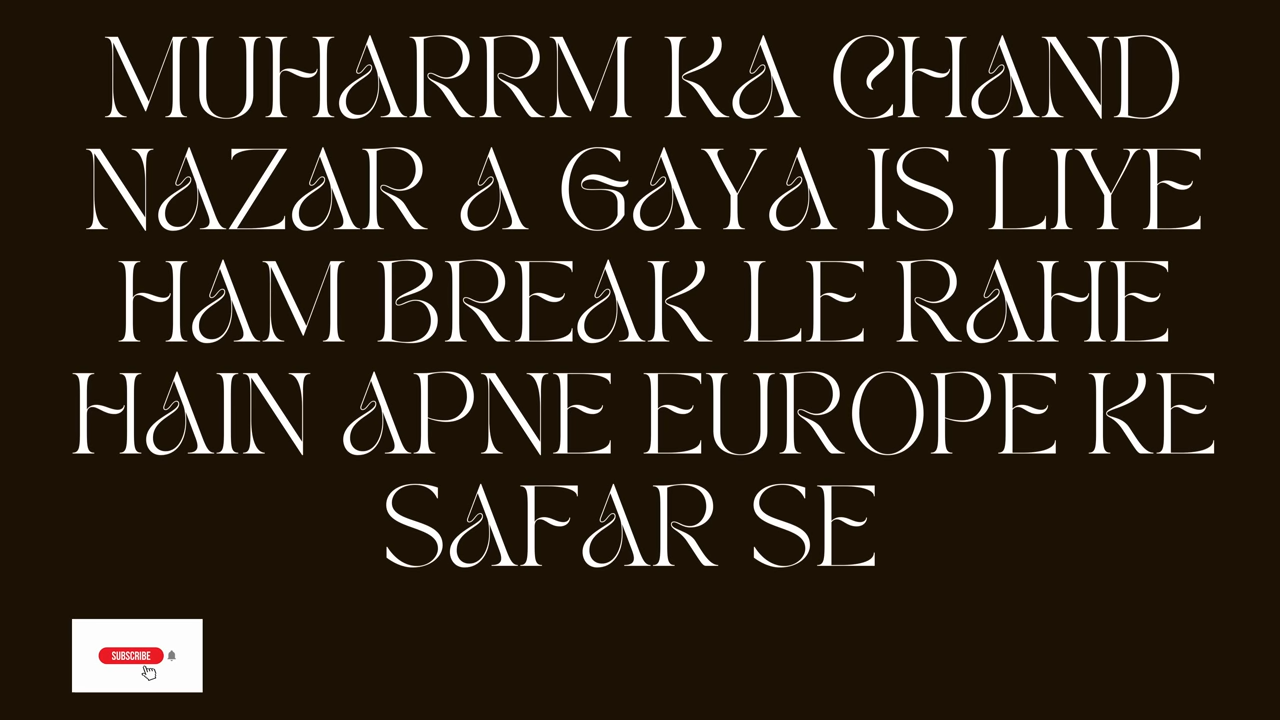 MUHARRM KA CHAND
NAZAR A GAYA IS LIYE
HAM BREAK LE RAHE
HAIN APNE EUROPE KE
SAFAR SE
SUBSCRIBE